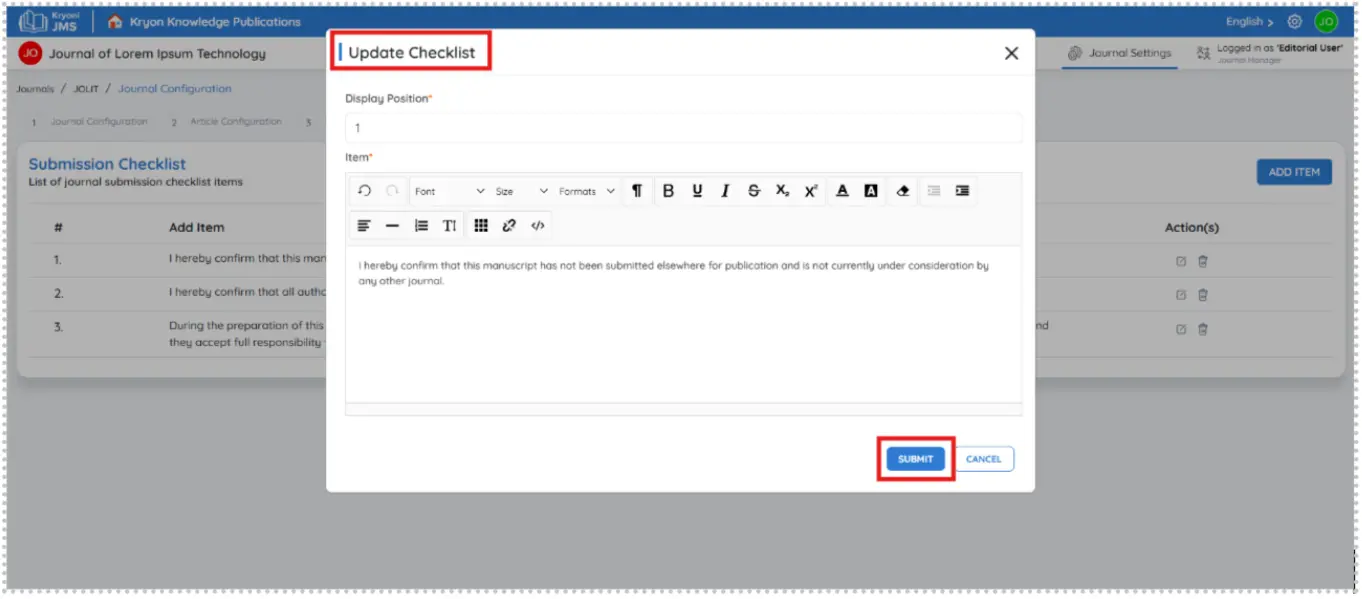 Kryoni
JMS
Kryon Knowledge Publications
English >
JO
JO
Journal of Lorem Ipsum Technology
Journal Settings
Logged in as 'Editorial User'
Journal Manager
Journals / JOLIT / Journal Configuration
1 Journal Configuration 2 Article Configuration 3
Submission Checklist
List of journal submission checklist items
ADD ITEM
# Add Item Action(s)
1. I hereby confirm that this man
2. I hereby confirm that all autho
3. During the preparation of this nd
they accept full responsibility
Update Checklist
Display Position*
1
Item*
Font Size Formats ¶ B U I S X₂ X² A A
T! </>
I hereby confirm that this manuscript has not been submitted elsewhere for publication and is not currently under consideration by
any other journal.
SUBMIT CANCEL